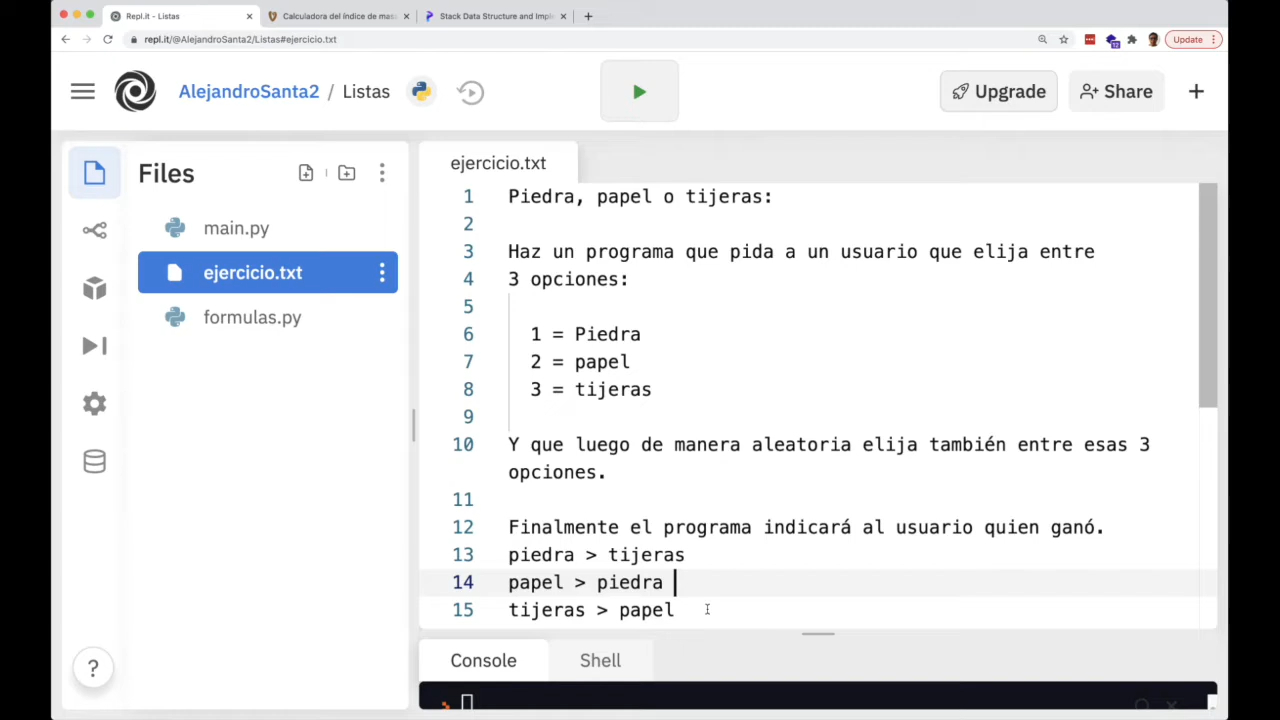 Repl.it - Listas
Calculadora del índice de mas
Stack Data Structure and Imple
repl.it/@AlejandroSanta2/Listas#ejercicio.txt
12
Update
AlejandroSanta2 / Listas
Upgrade
Share
Files
main.py
ejercicio.txt
formulas.py
?
ejercicio.txt
1 Piedra, papel o tijeras:
2
3 Haz un programa que pida a un usuario que elija entre
4 3 opciones:
5
6 1 = Piedra
7 2 = papel
8 3 = tijeras
9
10 Y que luego de manera aleatoria elija también entre esas 3
opciones.
11
12 Finalmente el programa indicará al usuario quien ganó.
13 piedra > tijeras
14 papel > piedra
15 tijeras > papel
Console
Shell